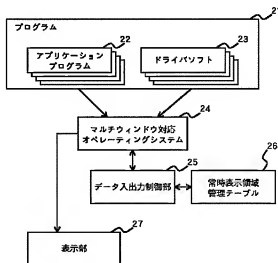 21
プログラム
22
23
アプリケーション
プログラム
ドライバソフト
24
マルチウィンドウ対応
オペレーティングシステム
25
26
データ入出力制御部
常時表示領域
管理テーブル
27
表示部